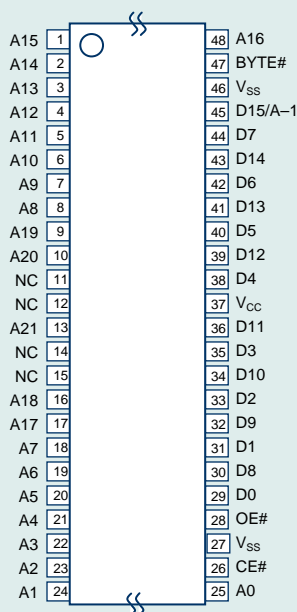 A15 1 48 A16
A14 2 47 BYTE#
A13 3 46 VSS
A12 4 45 D15/A–1
A11 5 44 D7
A10 6 43 D14
A9 7 42 D6
A8 8 41 D13
A19 9 40 D5
A20 10 39 D12
NC 11 38 D4
NC 12 37 VCC
A21 13 36 D11
NC 14 35 D3
NC 15 34 D10
A18 16 33 D2
A17 17 32 D9
A7 18 31 D1
A6 19 30 D8
A5 20 29 D0
A4 21 28 OE#
A3 22 27 VSS
A2 23 26 CE#
A1 24 25 A0